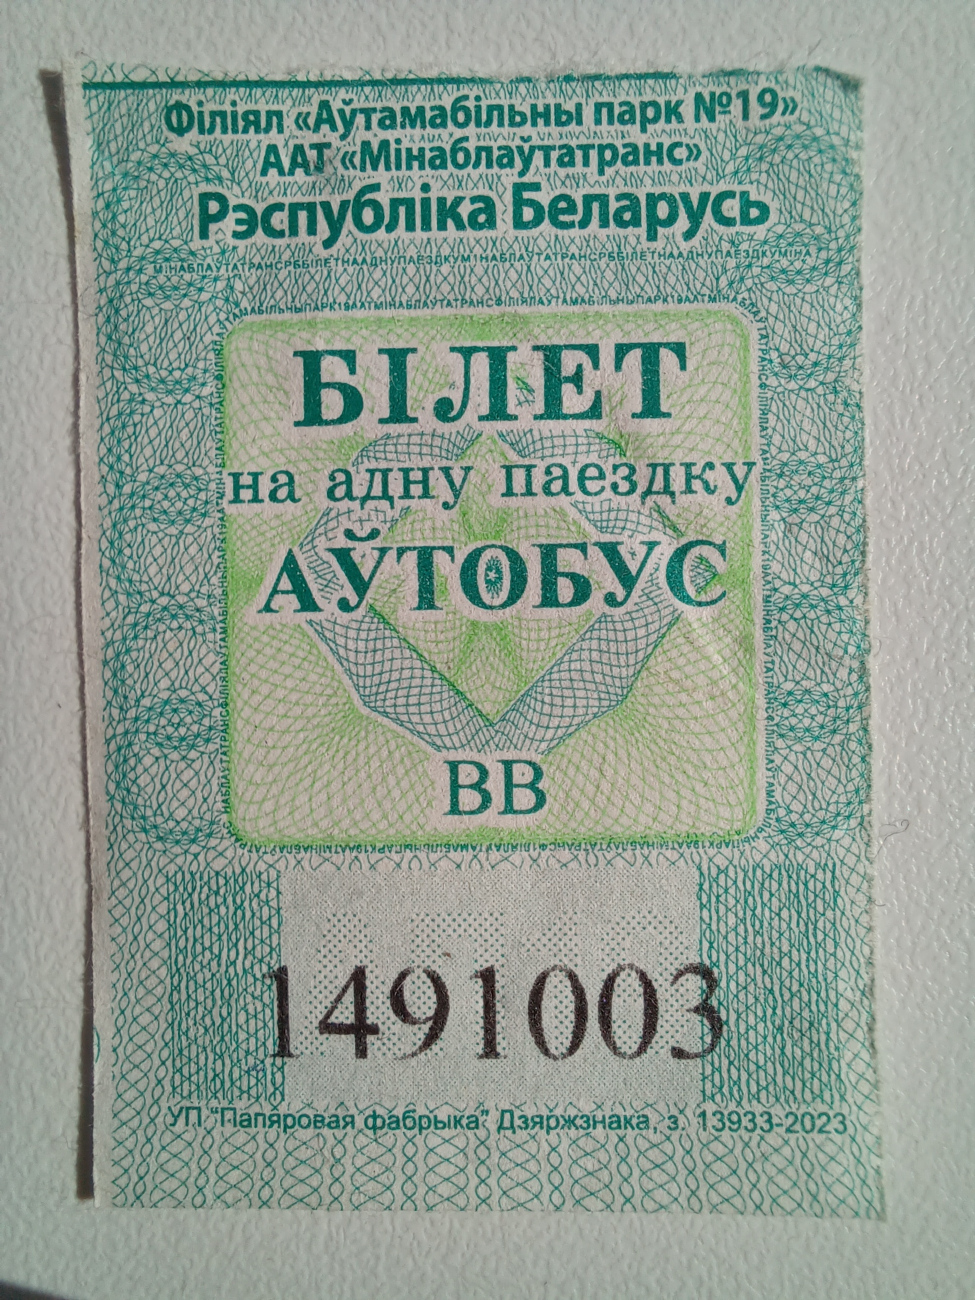 Філіял «Аўтамабільны парк №19»
ААТ «Мінаблаўтатранс»
Рэспубліка Беларусь
МІНАБЛАЎТАТРАНСРББІЛЕТНААДНУПАЕЗДКУМІНАБЛАЎТАТРАНСРББІЛЕТНААДНУПАЕЗДКУМІНА
БІЛЕТ
на адну паездку
АЎТОБУС
ВВ
1491003
УП "Папяровая фабрыка" Дзяржзнака, з. 13933-2023